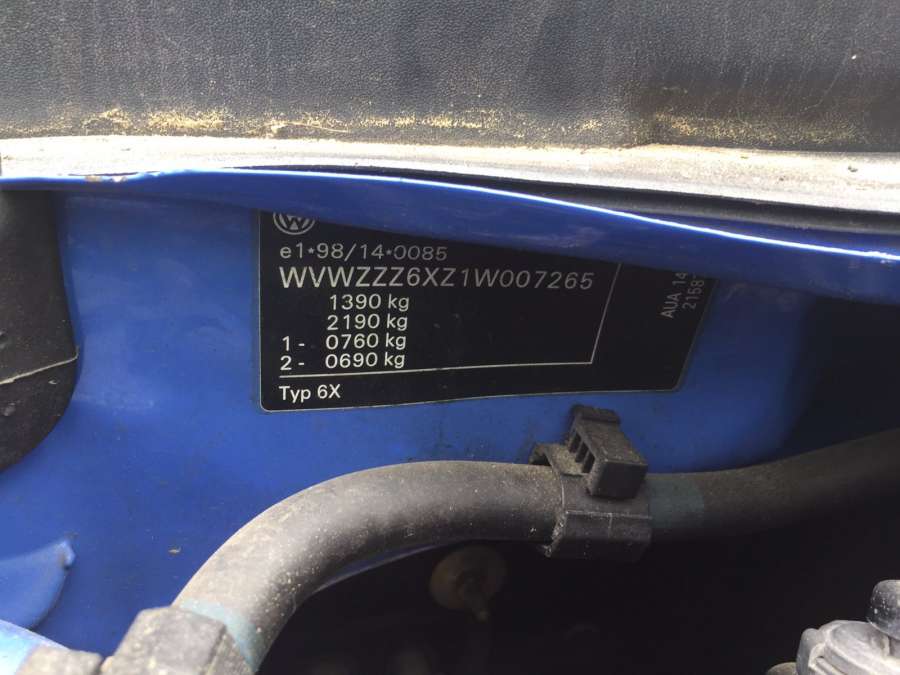 e1*98/14*0085
WVWZZZ6XZ1W007265
1390 kg
2190 kg
1 - 0760 kg
2 - 0690 kg
Typ 6X
AUA 14
2158